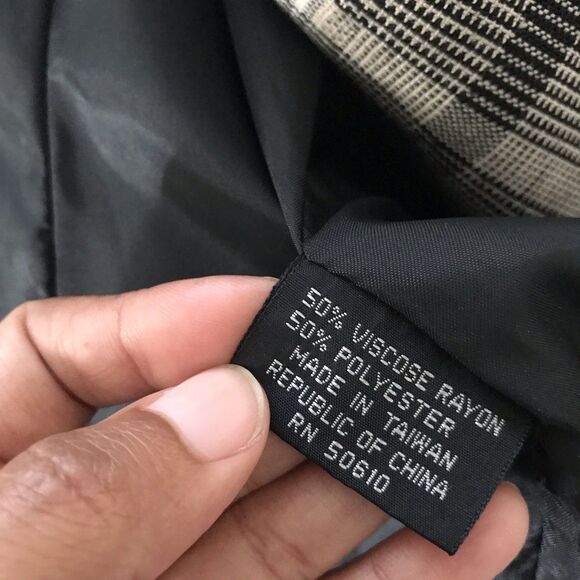 50% VISCOSE RAYON
50% POLYESTER
MADE IN TAIWAN
REPUBLIC OF CHINA
RN 50610